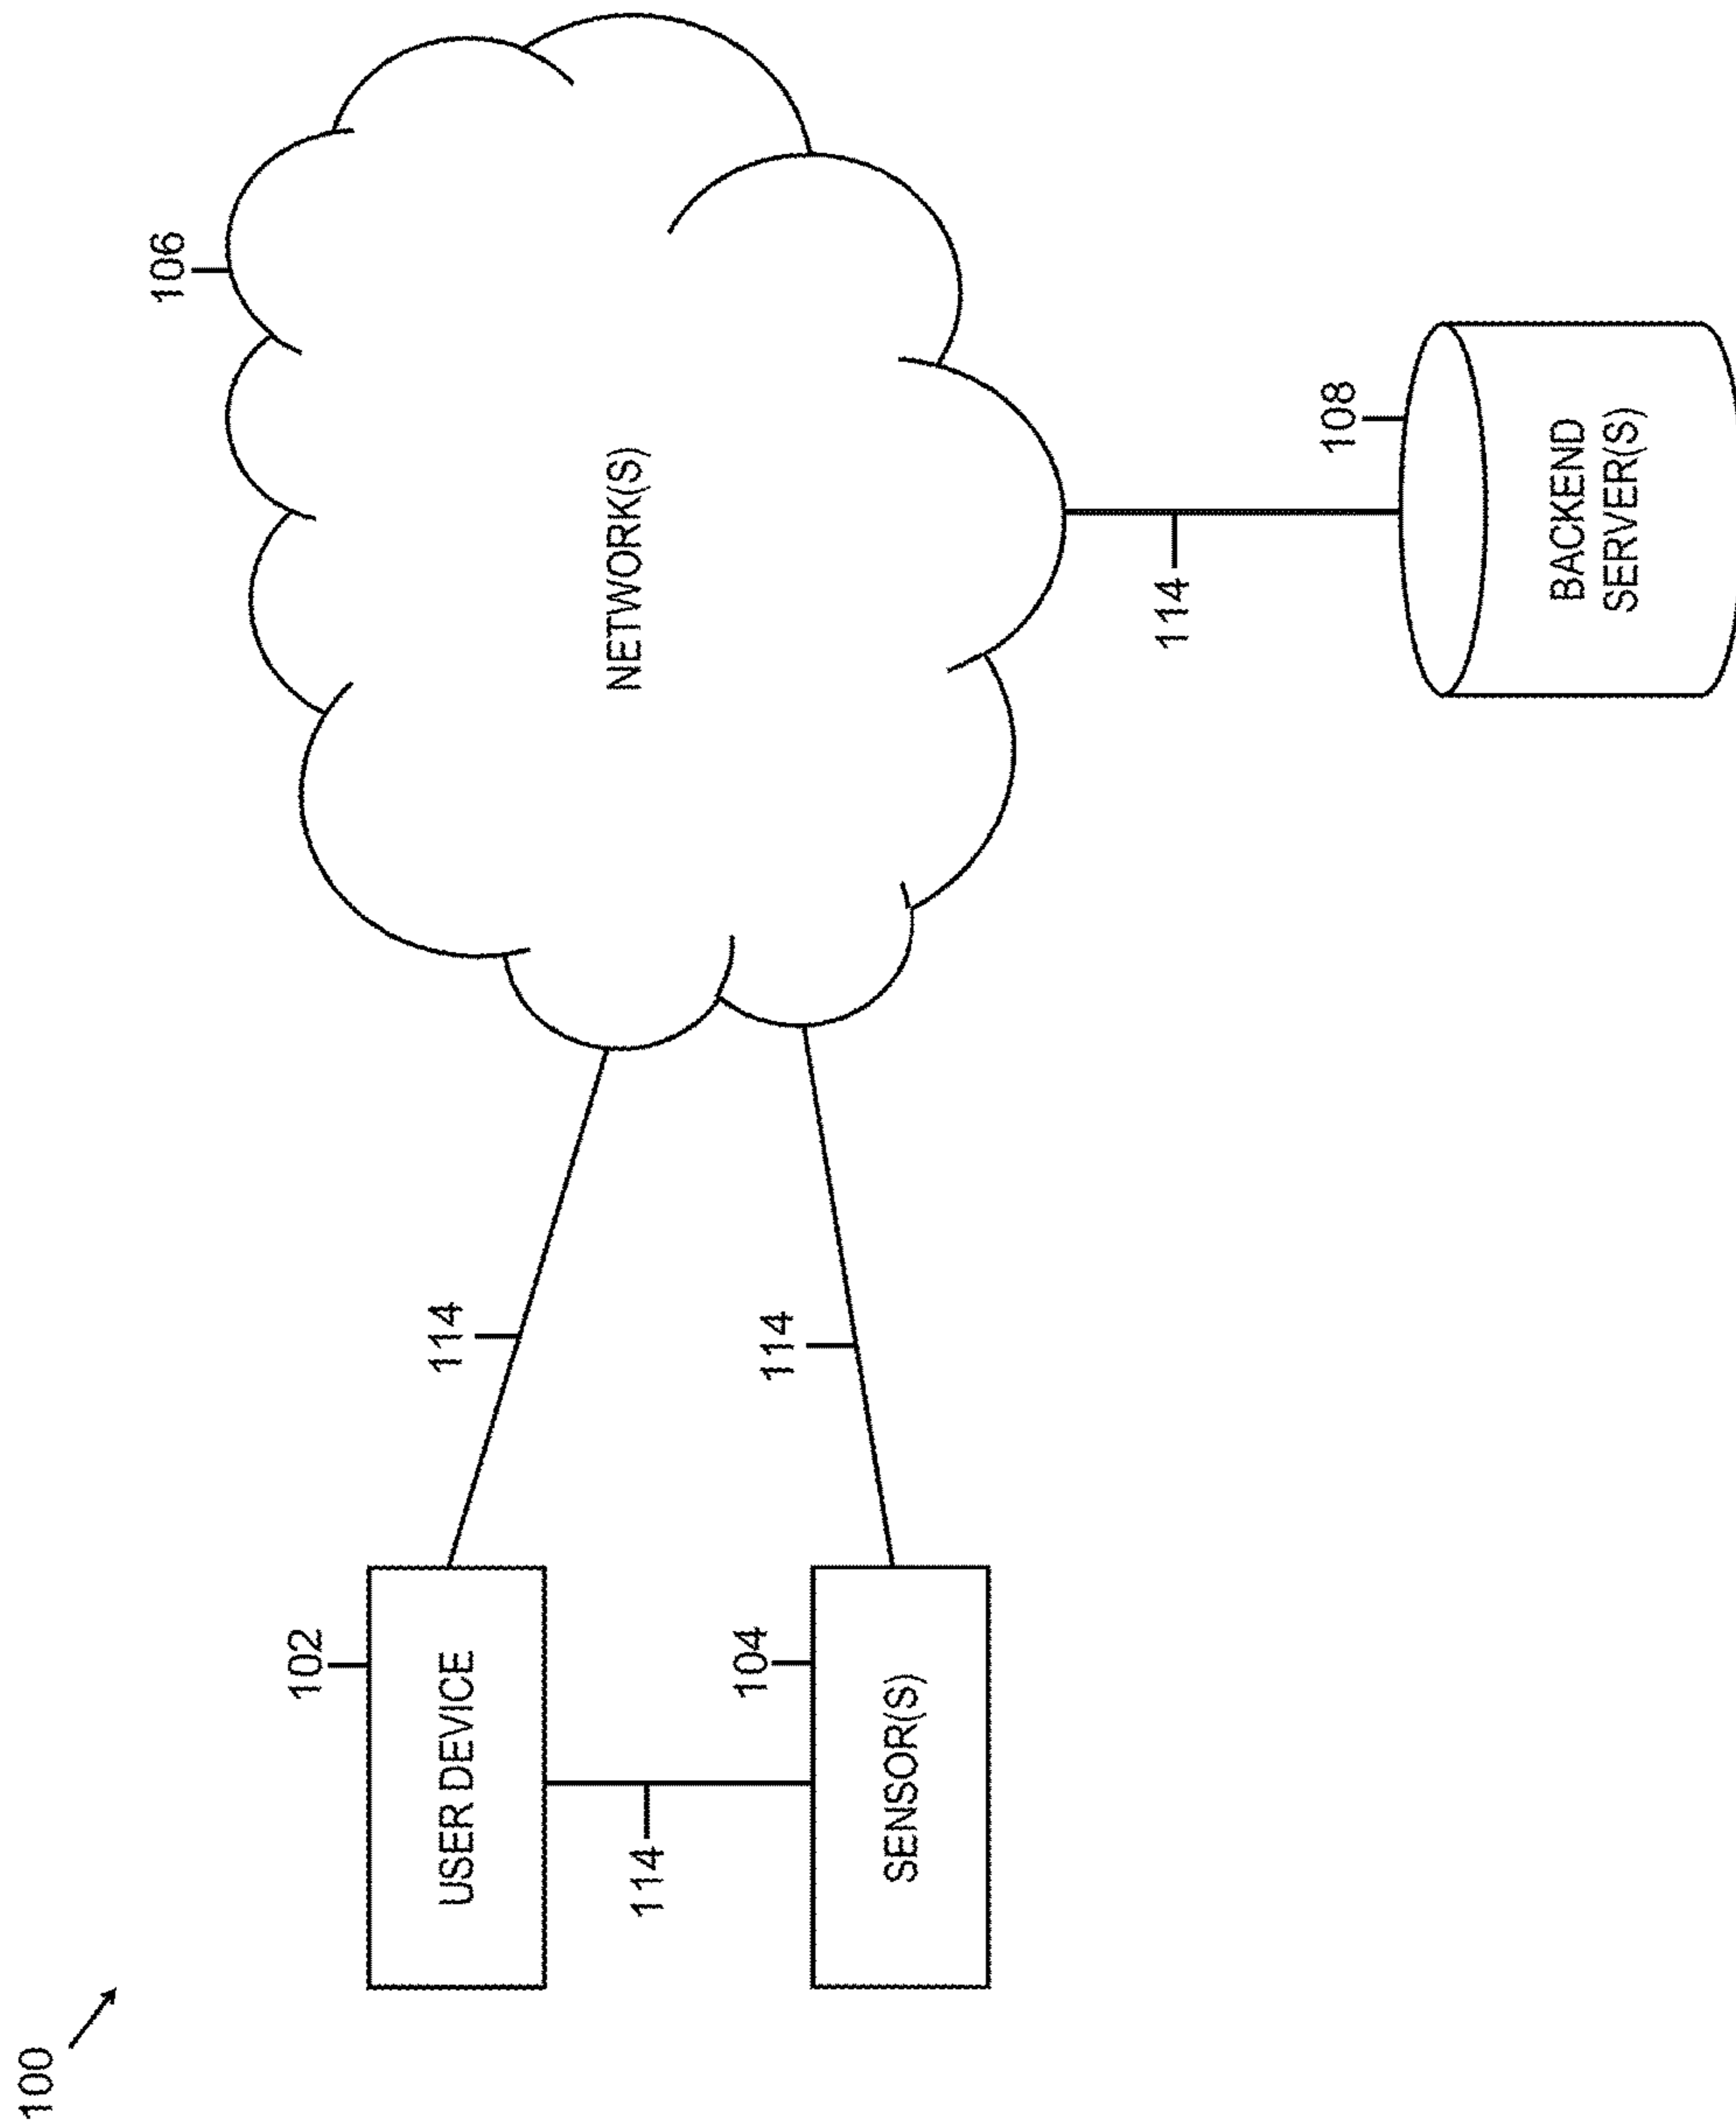 100
106
102
114
USER DEVICE
NETWORK(S)
114
104
114
SENSOR(S)
108
114
BACKEND
SERVER(S)